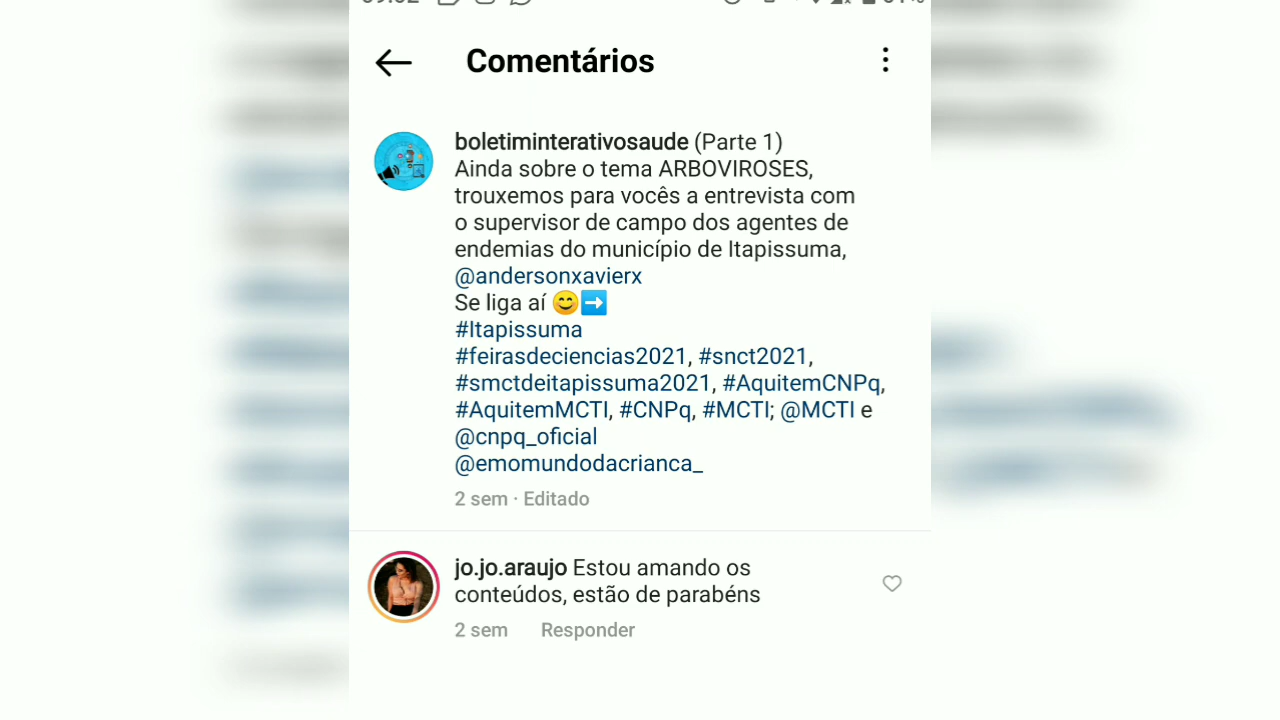 Comentários
boletiminterativosaude (Parte 1)
Ainda sobre o tema ARBOVIROSES,
trouxemos para vocês a entrevista com
o supervisor de campo dos agentes de
endemias do município de Itapissuma,
@andersonxavierx
Se liga aí 😊➡️
#Itapissuma
#feirasdeciencias2021, #snct2021,
#smctdeitapissuma2021, #AquitemCNPq,
#AquitemMCTI, #CNPq, #MCTI; @MCTI e
@cnpq_oficial
@emomundodacrianca_
2 sem · Editado
jo.jo.araujo Estou amando os
conteúdos, estão de parabéns
2 sem Responder